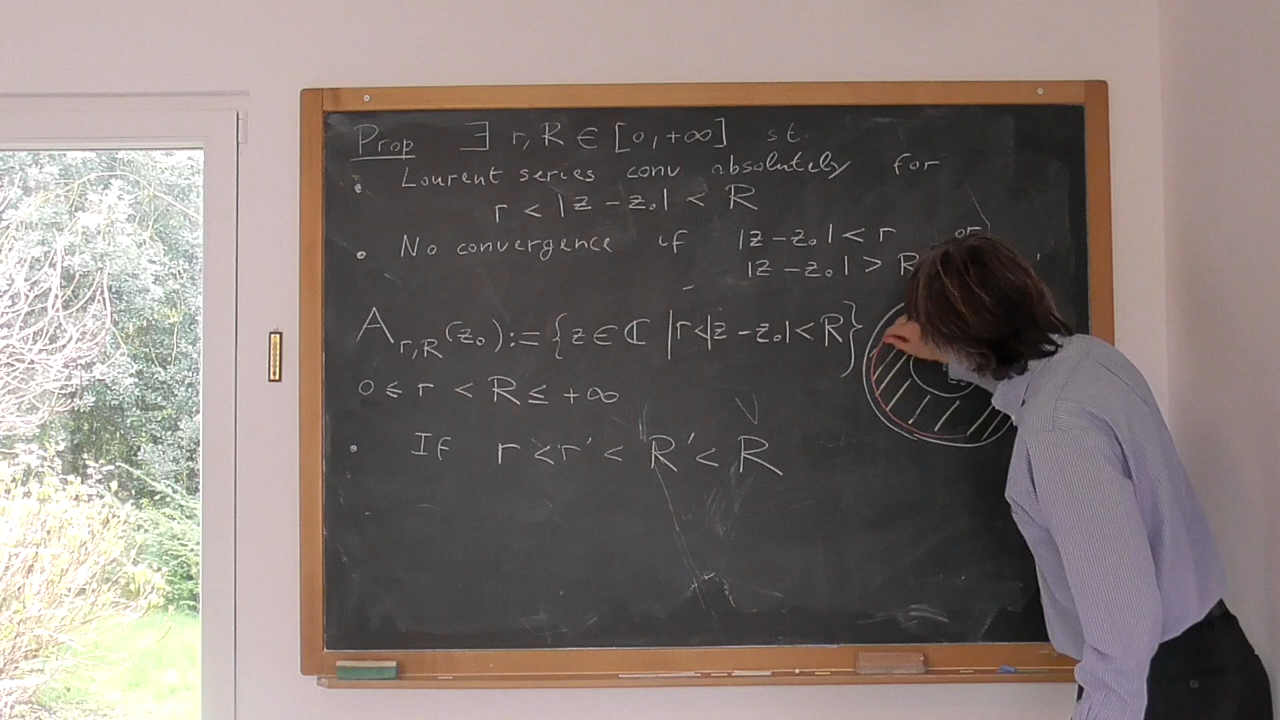 Prop ∃ r, R ∈ [0, +∞] st.
• Laurent series conv absolutely for
r < |z - z₀| < R
• No convergence if |z - z₀| < r or
|z - z₀| > R
A_{r,R}(z₀) := {z ∈ ℂ | r < |z - z₀| < R}
0 ≤ r < R ≤ +∞
• If r < r' < R' < R